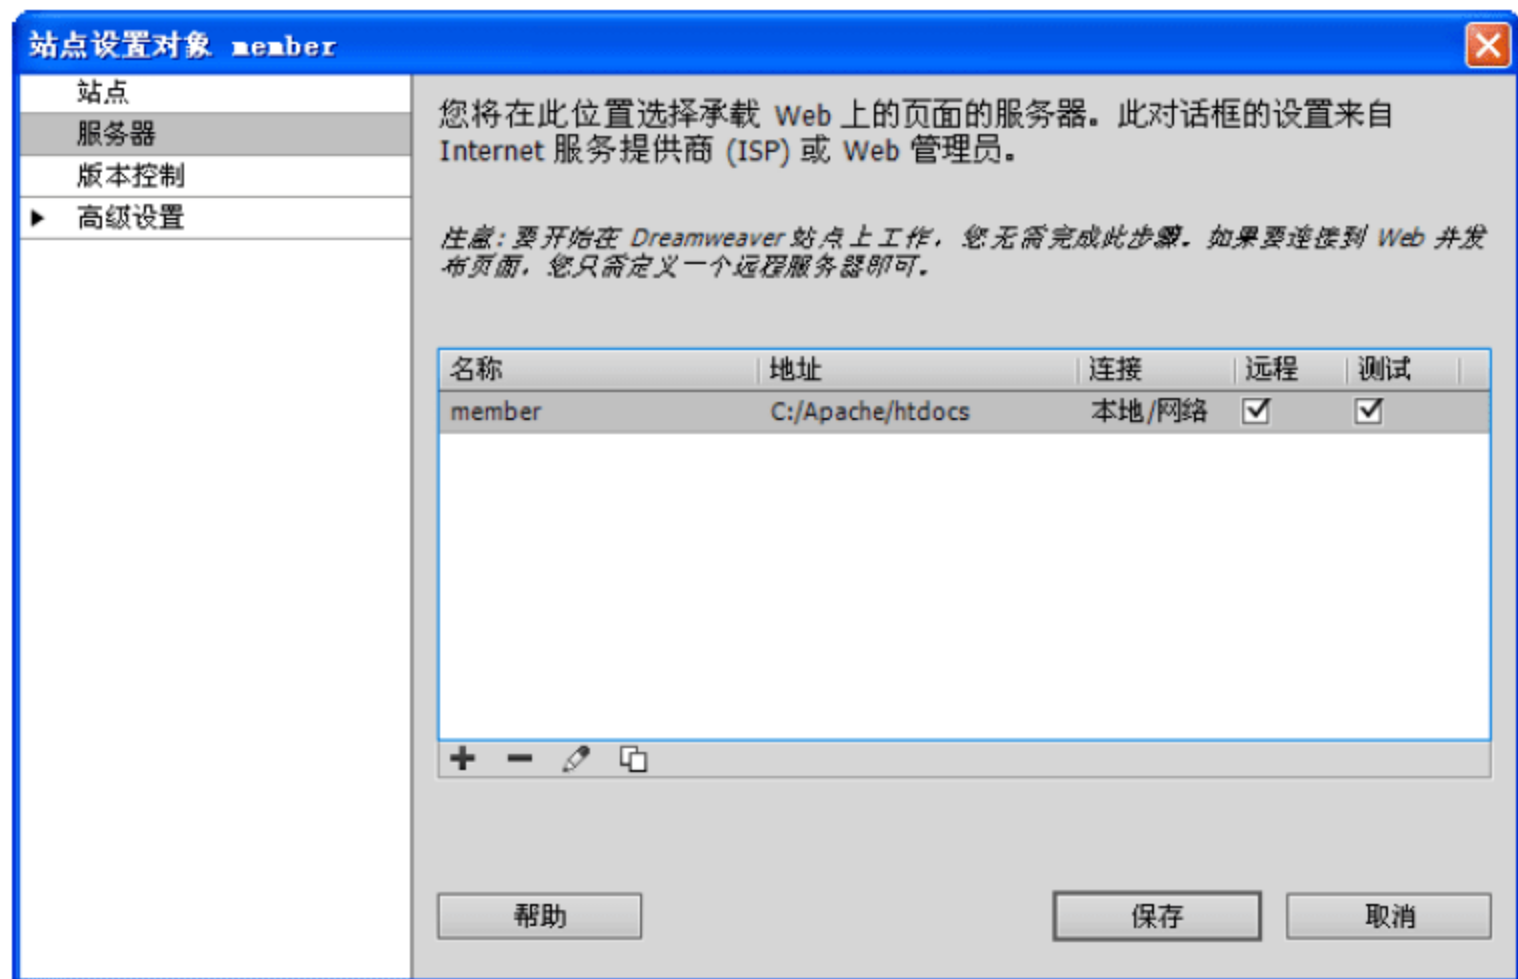 站点设置对象 member
站点
服务器
版本控制
高级设置
您将在此位置选择承载 Web 上的页面的服务器。此对话框的设置来自
Internet 服务提供商 (ISP) 或 Web 管理员。
注意：要开始在 Dreamweaver 站点上工作，您无需完成此步骤。如果要连接到 Web 并发
布页面，您只需定义一个远程服务器即可。
名称 地址 连接 远程 测试
member C:/Apache/htdocs 本地/网络
帮助 保存 取消